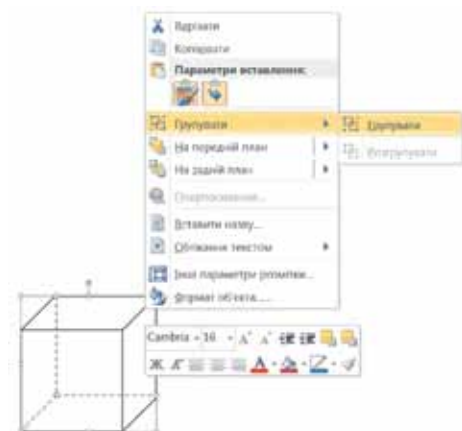 Вирізати
Копіювати
Параметри вставлення:
Групувати
Групувати
На передній план
Розгрупувати
На задній план
Гіперпосилання...
Вставити назву...
Обтікання текстом
Інші параметри розмітки...
Формат об'єкта...
Cambria 16 A A
Ж К A